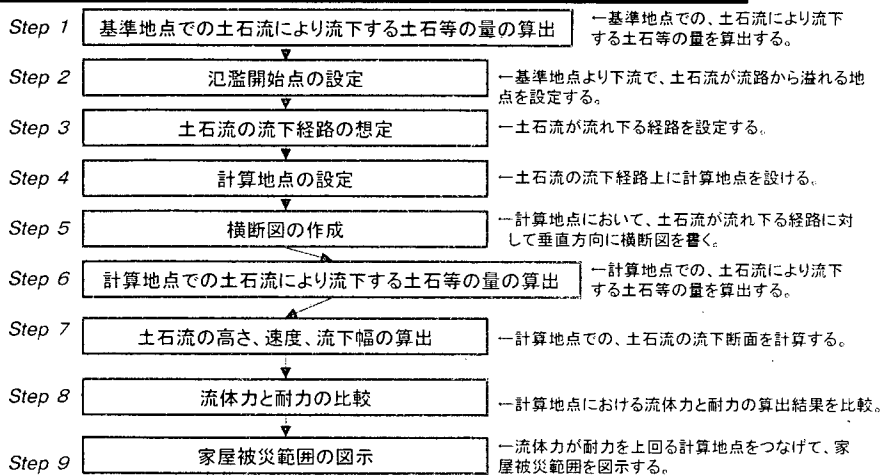 Step 1 基準地点での土石流により流下する土石等の量の算出 ←基準地点での、土石流により流下
する土石等の量を算出する。
Step 2 氾濫開始点の設定 ←基準地点より下流で、土石流が流路から溢れる地
点を設定する。
Step 3 土石流の流下経路の想定 ←土石流が流れ下る経路を設定する。
Step 4 計算地点の設定 ←土石流の流下経路上に計算地点を設ける。
Step 5 横断図の作成 ←計算地点において、土石流が流れ下る経路に対
して垂直方向に横断図を書く。
Step 6 計算地点での土石流により流下する土石等の量の算出 ←計算地点での、土石流により流下
する土石等の量を算出する。
Step 7 土石流の高さ、速度、流下幅の算出 ←計算地点での、土石流の流下断面を計算する。
Step 8 流体力と耐力の比較 ←計算地点における流体力と耐力の算出結果を比較。
Step 9 家屋被災範囲の図示 ←流体力が耐力を上回る計算地点をつなげて、家
屋被災範囲を図示する。